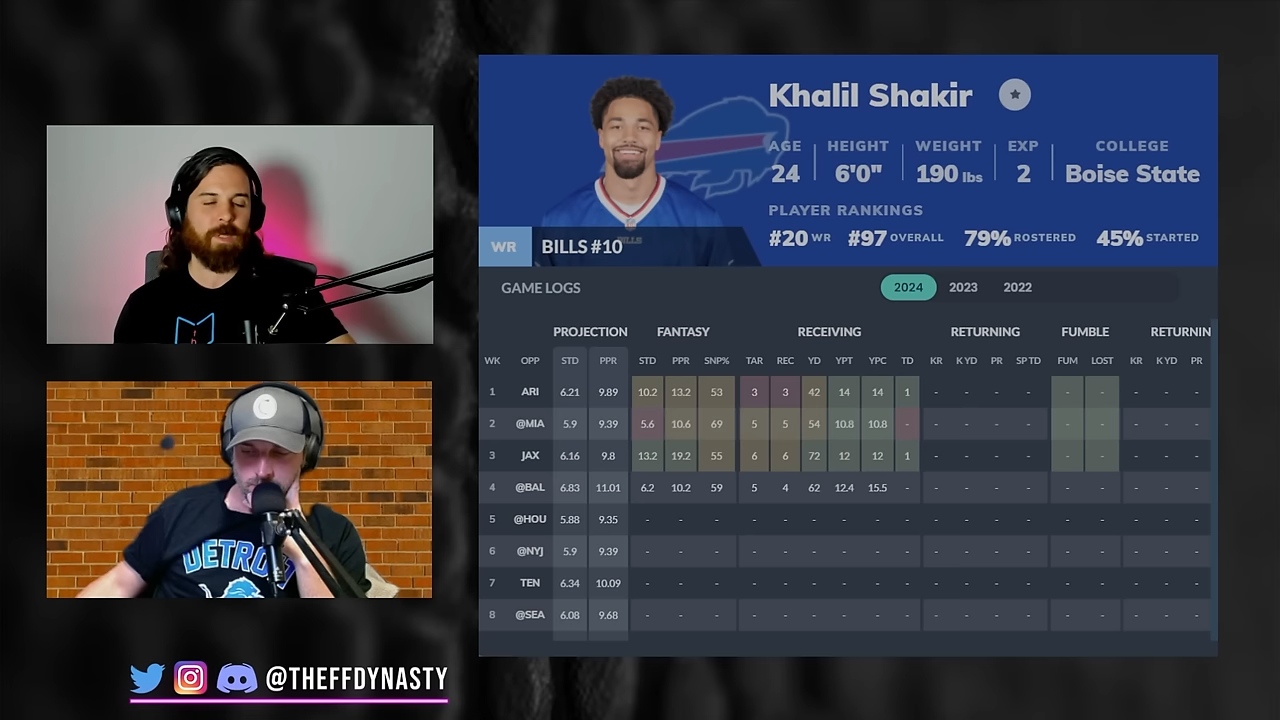 Khalil Shakir
AGE HEIGHT WEIGHT EXP COLLEGE
24 6'0" 190 lbs 2 Boise State
PLAYER RANKINGS
#20 WR #97 OVERALL 79% ROSTERED 45% STARTED
WR BILLS #10
BILLS
GAME LOGS 2024 2023 2022
PROJECTION FANTASY RECEIVING RETURNING FUMBLE RETURNIN
WK OPP STD PPR STD PPR SNP% TAR REC YD YPT YPC TD KR K YD PR SP TD FUM LOST KR K YD PR
1 ARI 6.21 9.89 10.2 13.2 53 3 3 42 14 14 1 - - - - - - - - -
2 @MIA 5.9 9.39 5.6 10.6 69 5 5 54 10.8 10.8 - - - - - - - - - -
3 JAX 6.16 9.8 13.2 19.2 55 6 6 72 12 12 1 - - - - - - - - -
4 @BAL 6.83 11.01 6.2 10.2 59 5 4 62 12.4 15.5 - - - - - - - - - -
5 @HOU 5.88 9.35 - - - - - - - - - - - - - - - - - -
6 @NYJ 5.9 9.39 - - - - - - - - - - - - - - - - - -
7 TEN 6.34 10.09 - - - - - - - - - - - - - - - - - -
8 @SEA 6.08 9.68 - - - - - - - - - - - - - - - - - -
DETROIT
@THEFFDYNASTY